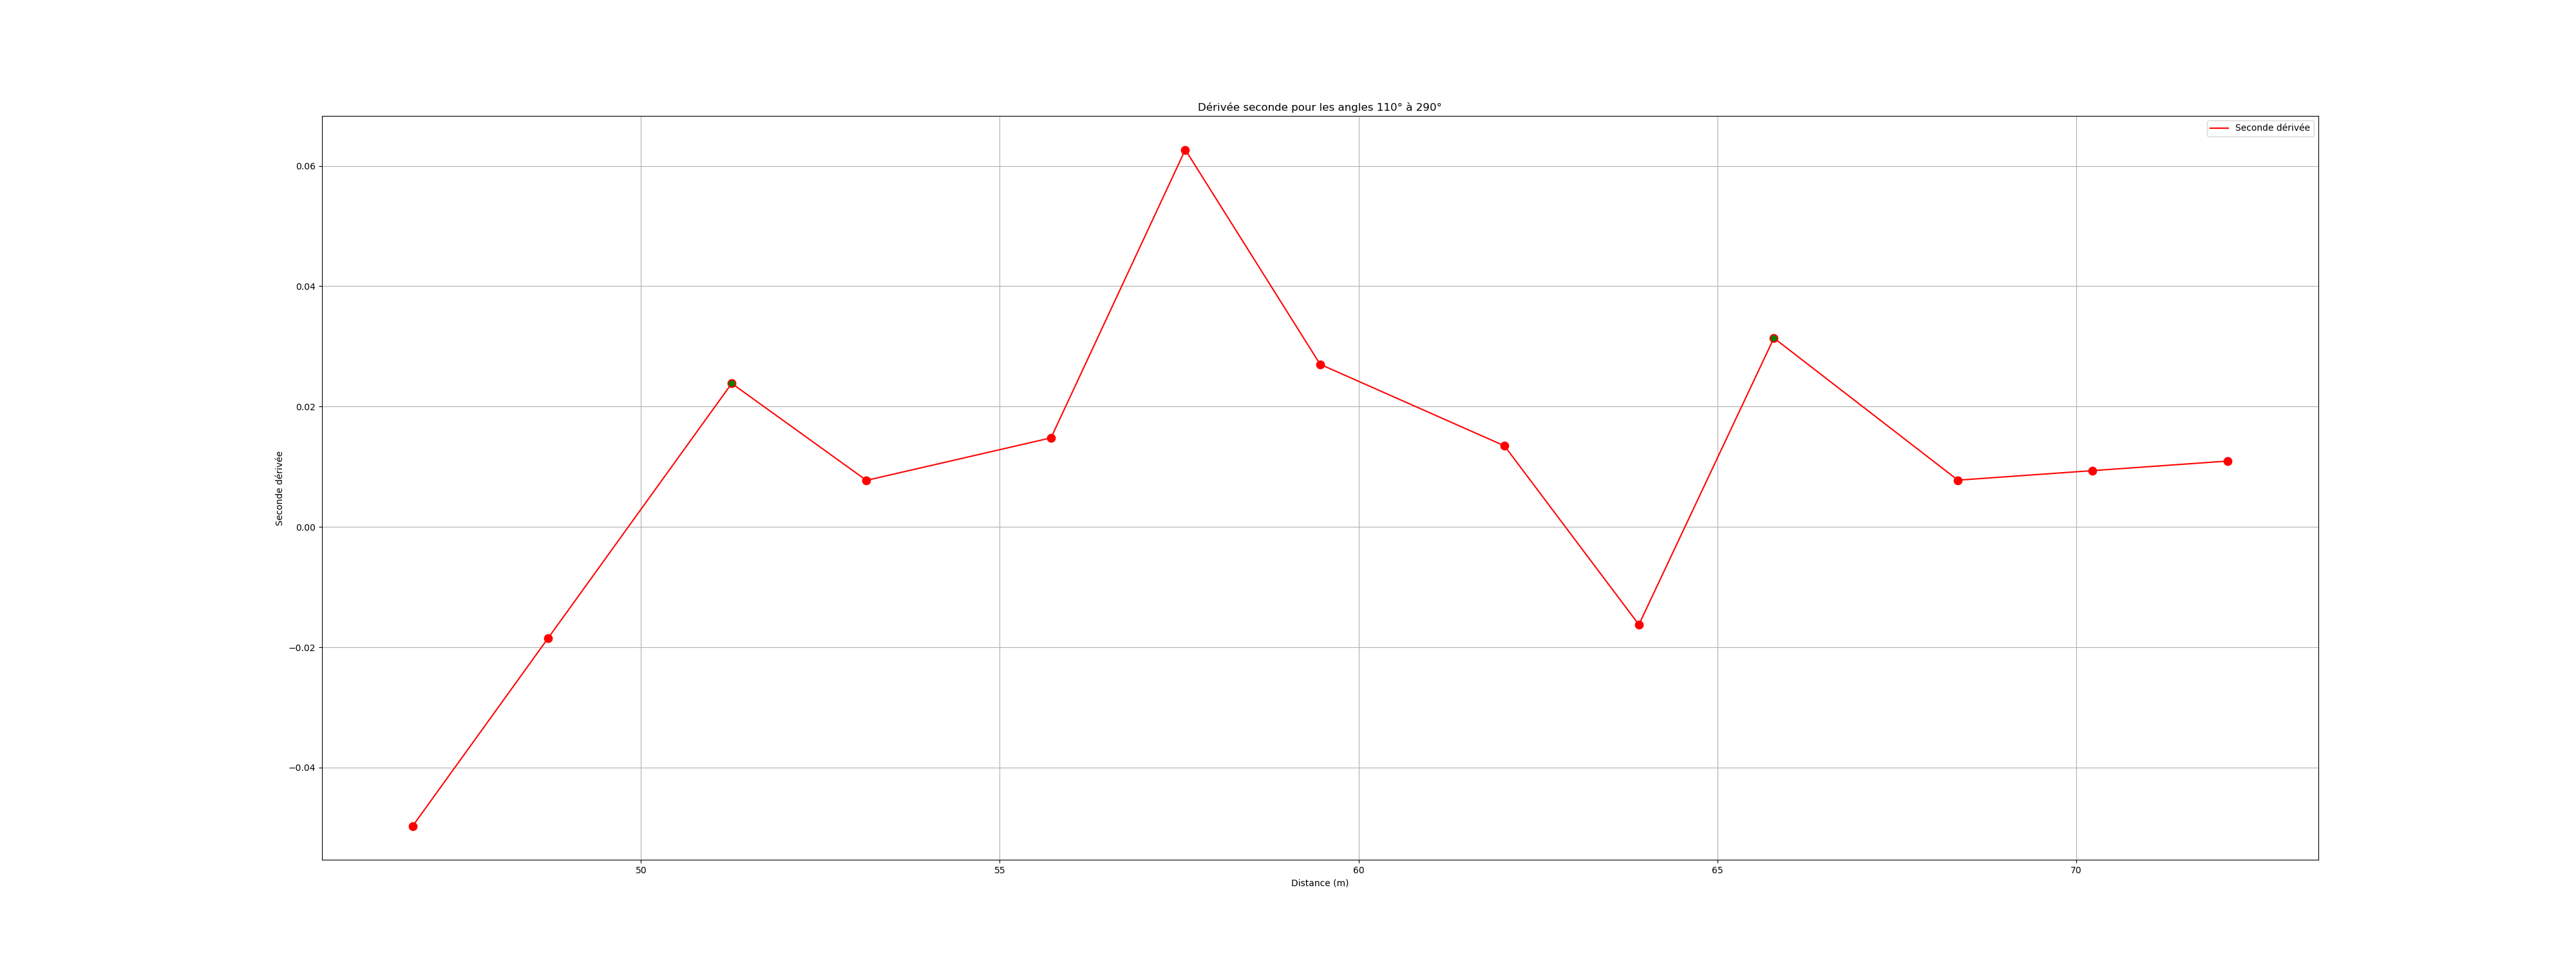 Dérivée seconde pour les angles 110° à 290°
Seconde dérivée
0.06
0.04
0.02
0.00
−0.02
−0.04
Seconde dérivée
50
55
60
65
70
Distance (m)